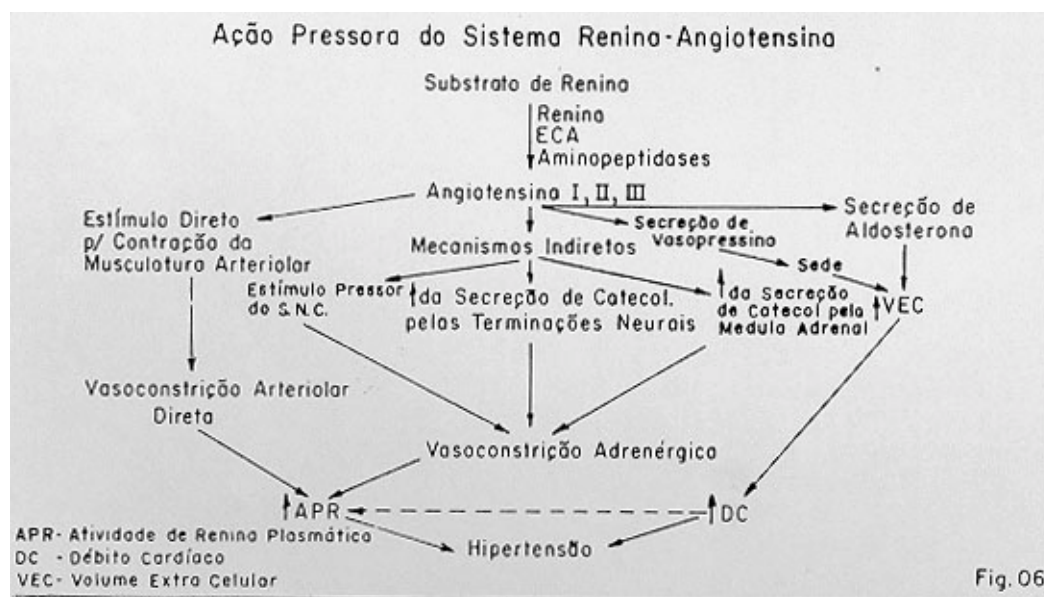 Ação Pressora do Sistema Renina-Angiotensina
Substrato de Renina
Renina
ECA
Aminopeptidases
Angiotensina I, II, III
Estímulo Direto
p/ Contração da
Musculatura Arteriolar
Mecanismos Indiretos
Secreção de
Vasopressina
Sede
Secreção de
Aldosterona
Estímulo Pressor
do S.N.C.
↑da Secreção de Catecol.
pelas Terminações Neurais
↑da Secreção
de Catecol pela
Medula Adrenal
↑VEC
Vasoconstrição Arteriolar
Direta
Vasoconstrição Adrenérgica
↑APR
↑DC
Hipertensão
APR- Atividade de Renina Plasmática
DC - Débito Cardíaco
VEC- Volume Extra Celular
Fig. 06